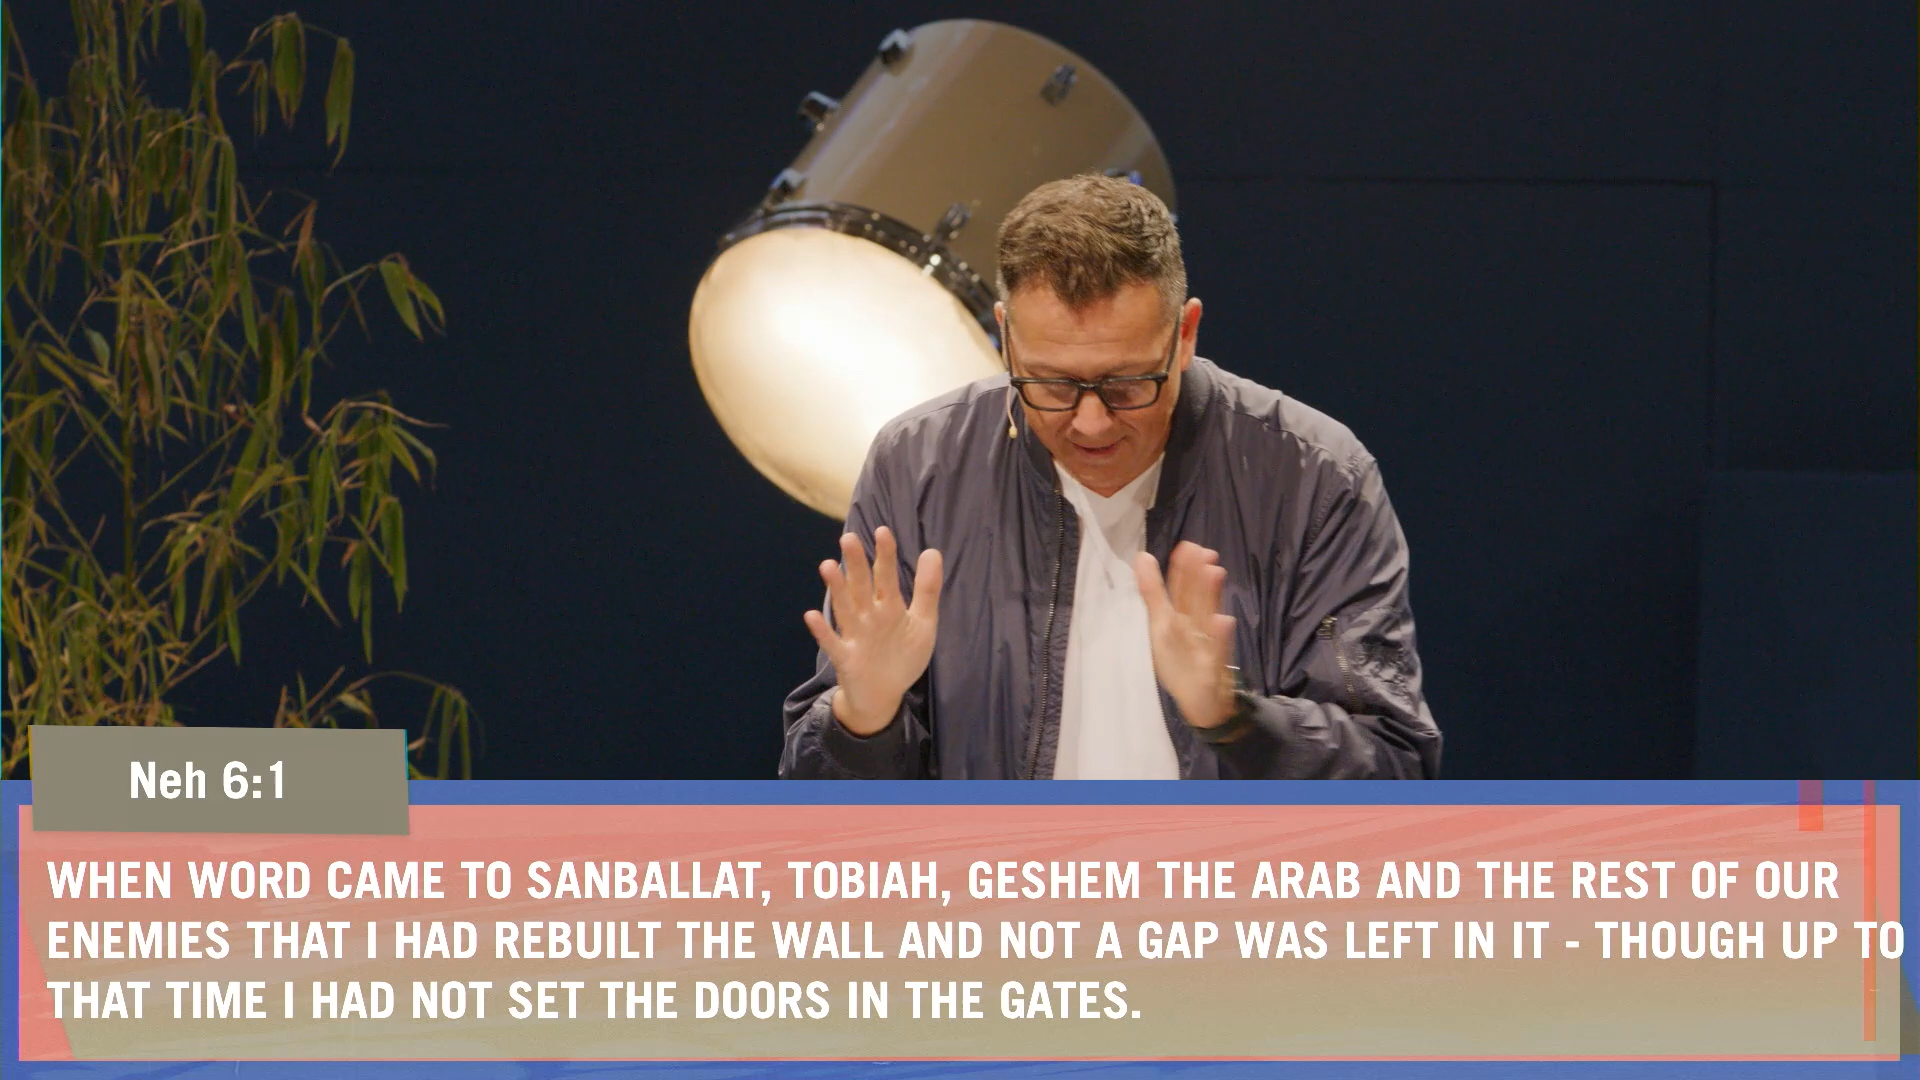 Neh 6:1
WHEN WORD CAME TO SANBALLAT, TOBIAH, GESHEM THE ARAB AND THE REST OF OUR
ENEMIES THAT I HAD REBUILT THE WALL AND NOT A GAP WAS LEFT IN IT - THOUGH UP TO
THAT TIME I HAD NOT SET THE DOORS IN THE GATES.